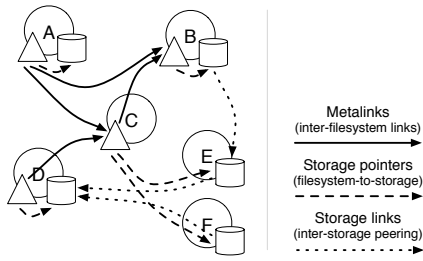 A
B
C
D
E
F
Metalinks
(inter-filesystem links)
Storage pointers
(filesystem-to-storage)
Storage links
(inter-storage peering)